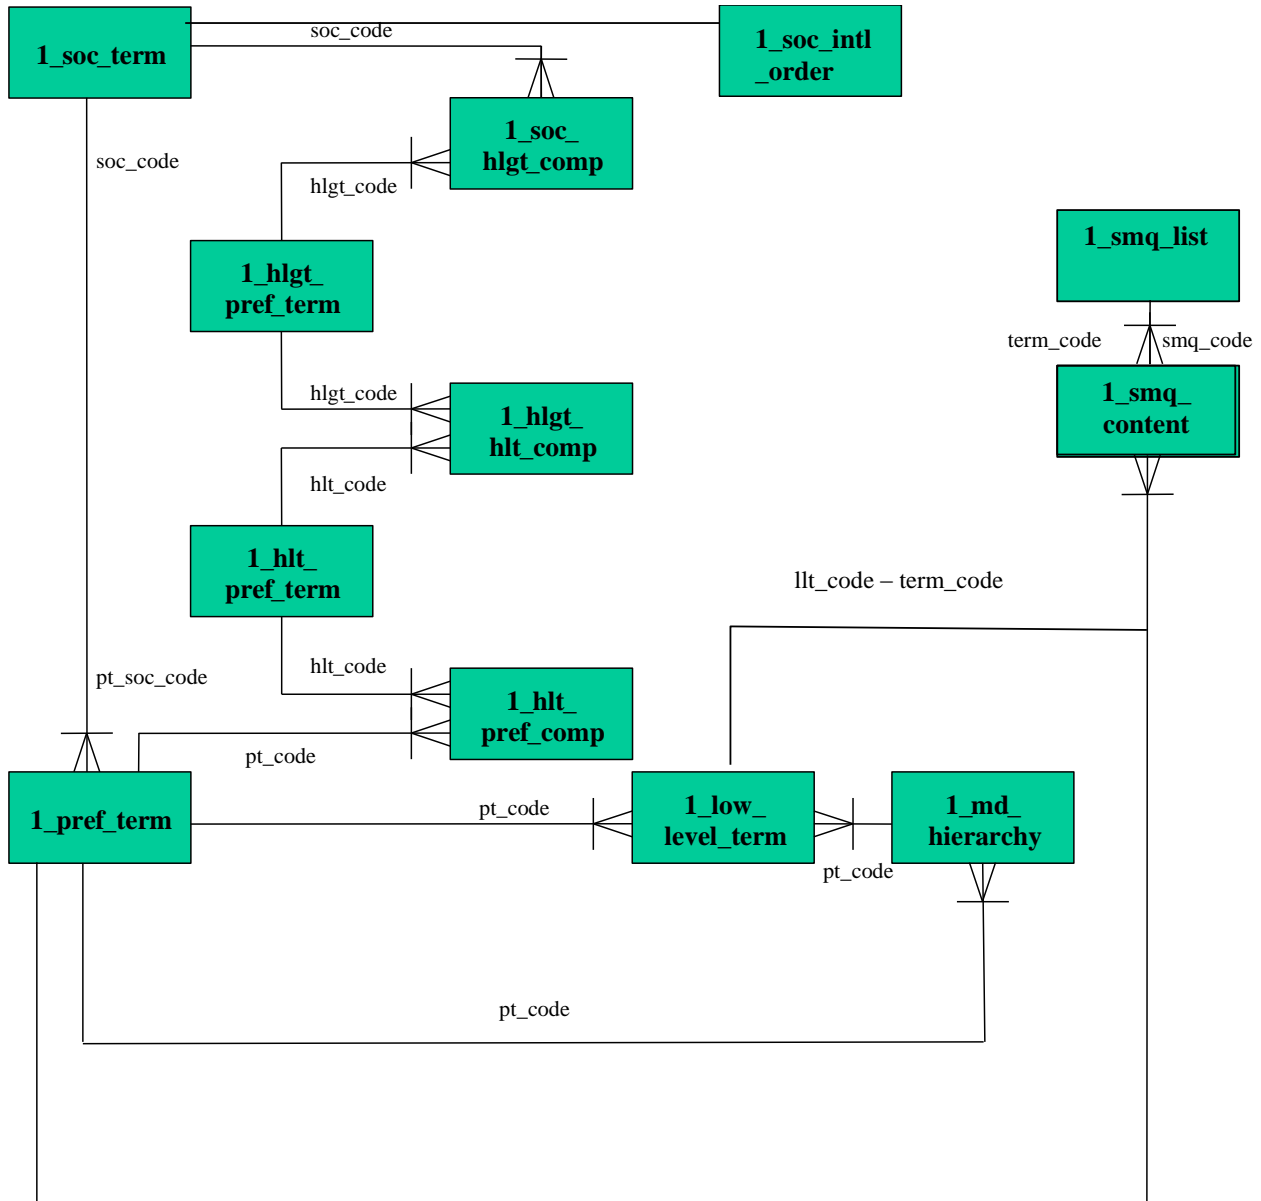 1_soc_term
soc_code
1_soc_intl
_order
1_soc_
hlgt_comp
soc_code
hlgt_code
1_smq_list
1_hlgt_
pref_term
term_code
smq_code
hlgt_code
1_hlgt_
hlt_comp
1_smq_
content
hlt_code
1_hlt_
pref_term
llt_code – term_code
hlt_code
pt_soc_code
1_hlt_
pref_comp
pt_code
1_pref_term
pt_code
1_low_
level_term
1_md_
hierarchy
pt_code
pt_code